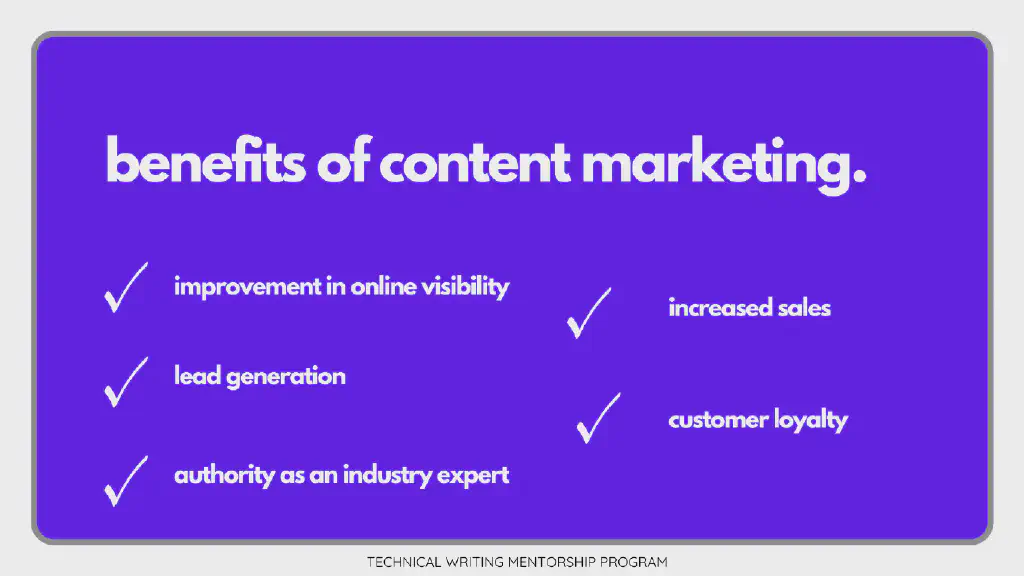 benefits of content marketing.
improvement in online visibility
lead generation
authority as an industry expert
increased sales
customer loyalty
TECHNICAL WRITING MENTORSHIP PROGRAM